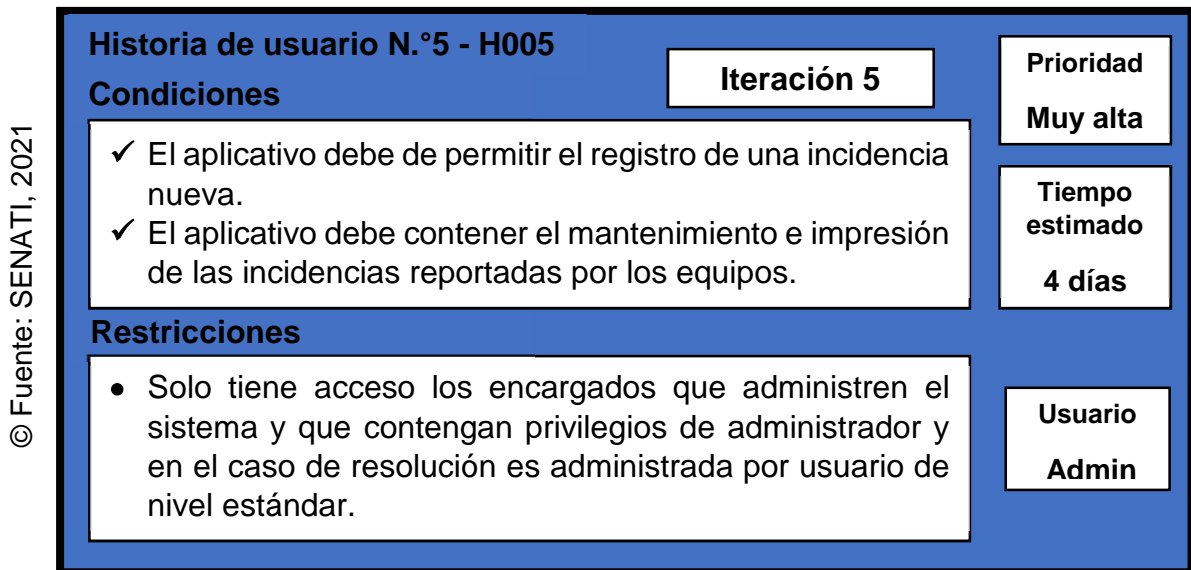 Historia de usuario N.°5 - H005
Condiciones
Iteración 5
Prioridad
Muy alta
✓ El aplicativo debe de permitir el registro de una incidencia
nueva.
✓ El aplicativo debe contener el mantenimiento e impresión
de las incidencias reportadas por los equipos.
Tiempo
estimado
4 días
Restricciones
• Solo tiene acceso los encargados que administren el
sistema y que contengan privilegios de administrador y
en el caso de resolución es administrada por usuario de
nivel estándar.
Usuario
Admin
© Fuente: SENATI, 2021